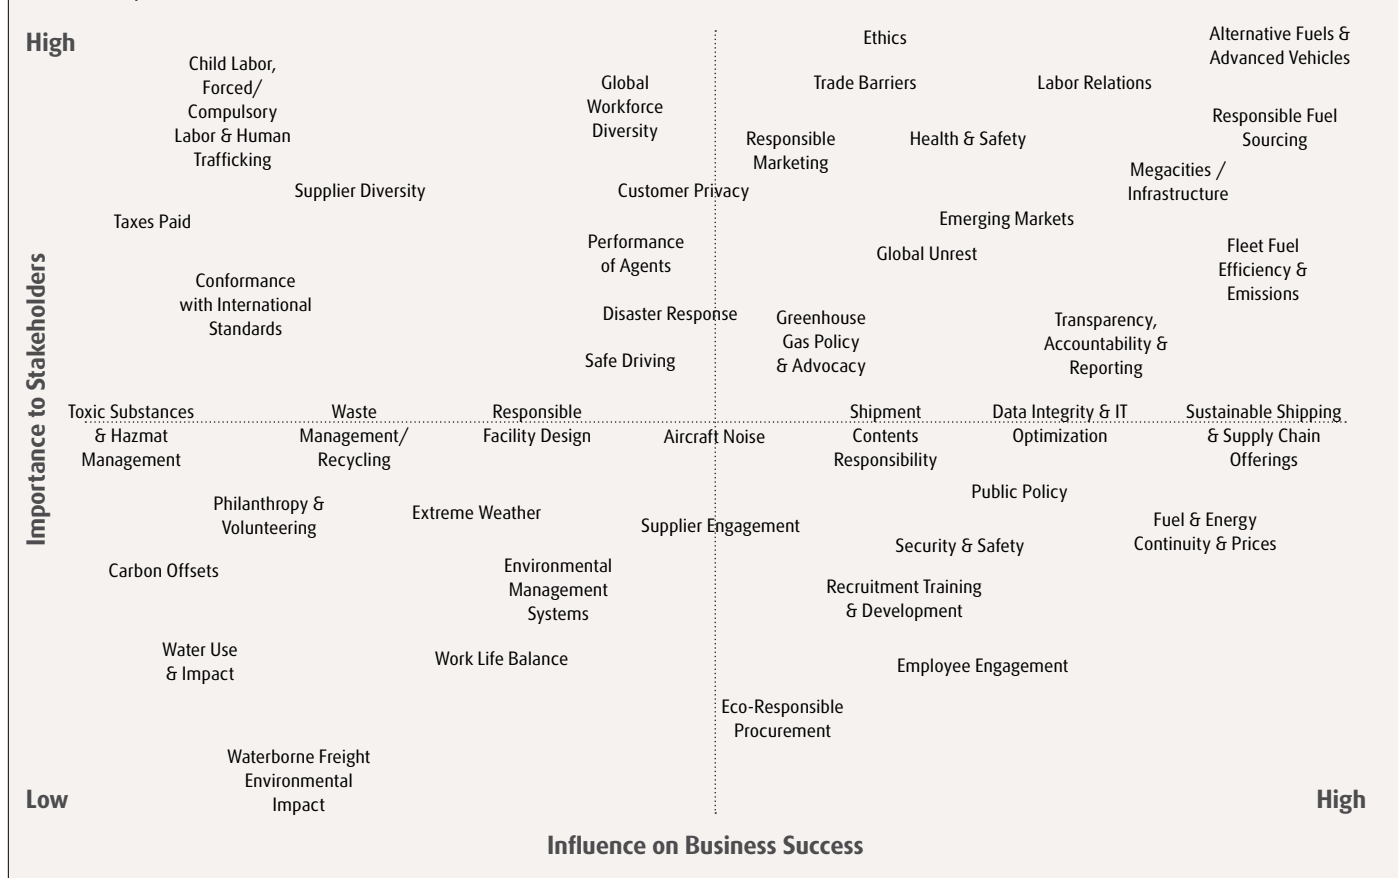 High
Ethics
Alternative Fuels &
Advanced Vehicles
Child Labor,
Forced/
Compulsory
Labor & Human
Trafficking
Global
Workforce
Diversity
Trade Barriers
Labor Relations
Responsible
Marketing
Health & Safety
Responsible Fuel
Sourcing
Megacities /
Infrastructure
Supplier Diversity
Customer Privacy
Taxes Paid
Emerging Markets
Performance
of Agents
Global Unrest
Fleet Fuel
Efficiency &
Emissions
Conformance
with International
Standards
Disaster Response
Greenhouse
Gas Policy
& Advocacy
Transparency,
Accountability &
Reporting
Safe Driving
Importance to Stakeholders
Toxic Substances
& Hazmat
Management
Waste
Management/
Recycling
Responsible
Facility Design
Aircraft Noise
Shipment
Contents
Responsibility
Data Integrity & IT
Optimization
Sustainable Shipping
& Supply Chain
Offerings
Philanthropy &
Volunteering
Extreme Weather
Supplier Engagement
Public Policy
Fuel & Energy
Continuity & Prices
Security & Safety
Carbon Offsets
Environmental
Management
Systems
Recruitment Training
& Development
Water Use
& Impact
Work Life Balance
Employee Engagement
Eco-Responsible
Procurement
Waterborne Freight
Environmental
Impact
Low
High
Influence on Business Success